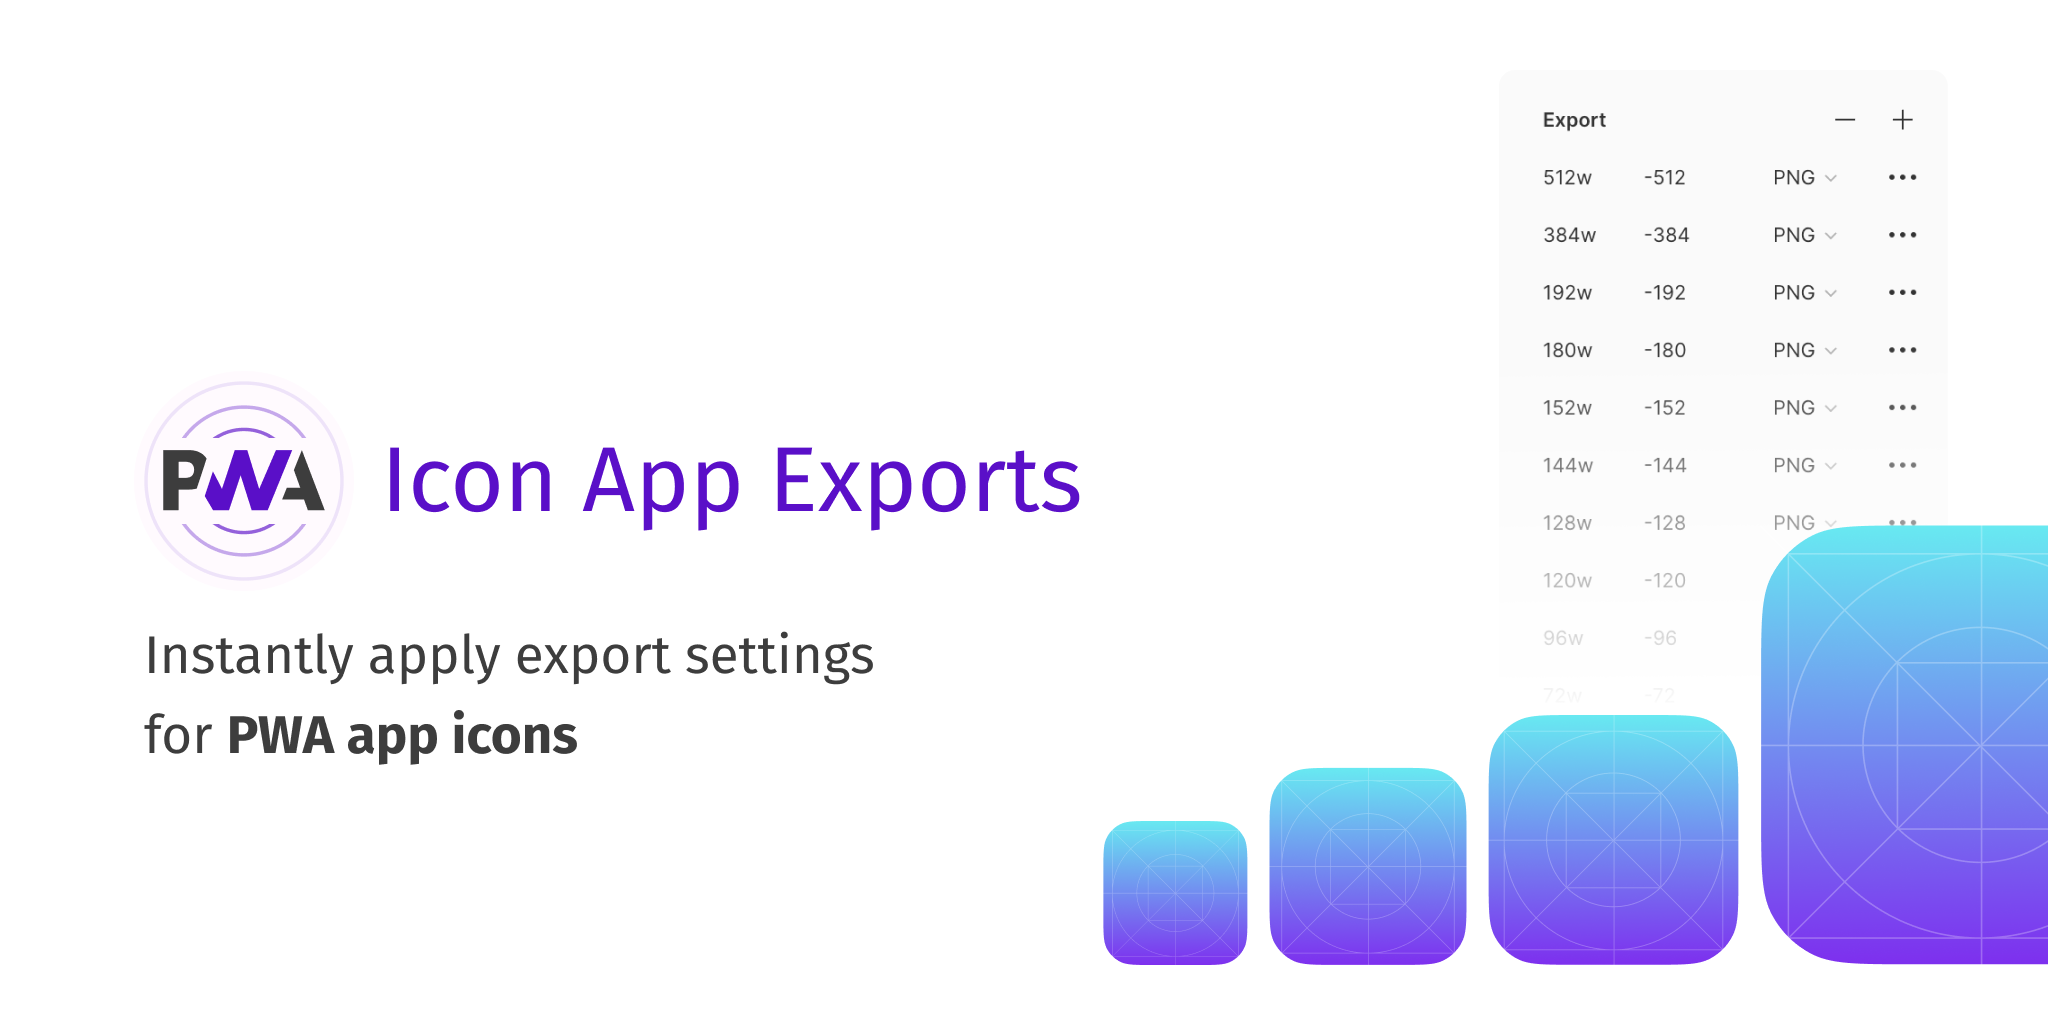 PWA Icon App Exports
Instantly apply export settings
for PWA app icons
Export
512w -512 PNG
384w -384 PNG
192w -192 PNG
180w -180 PNG
152w -152 PNG
144w -144 PNG
128w -128 PNG
120w -120
96w -96
72w -72